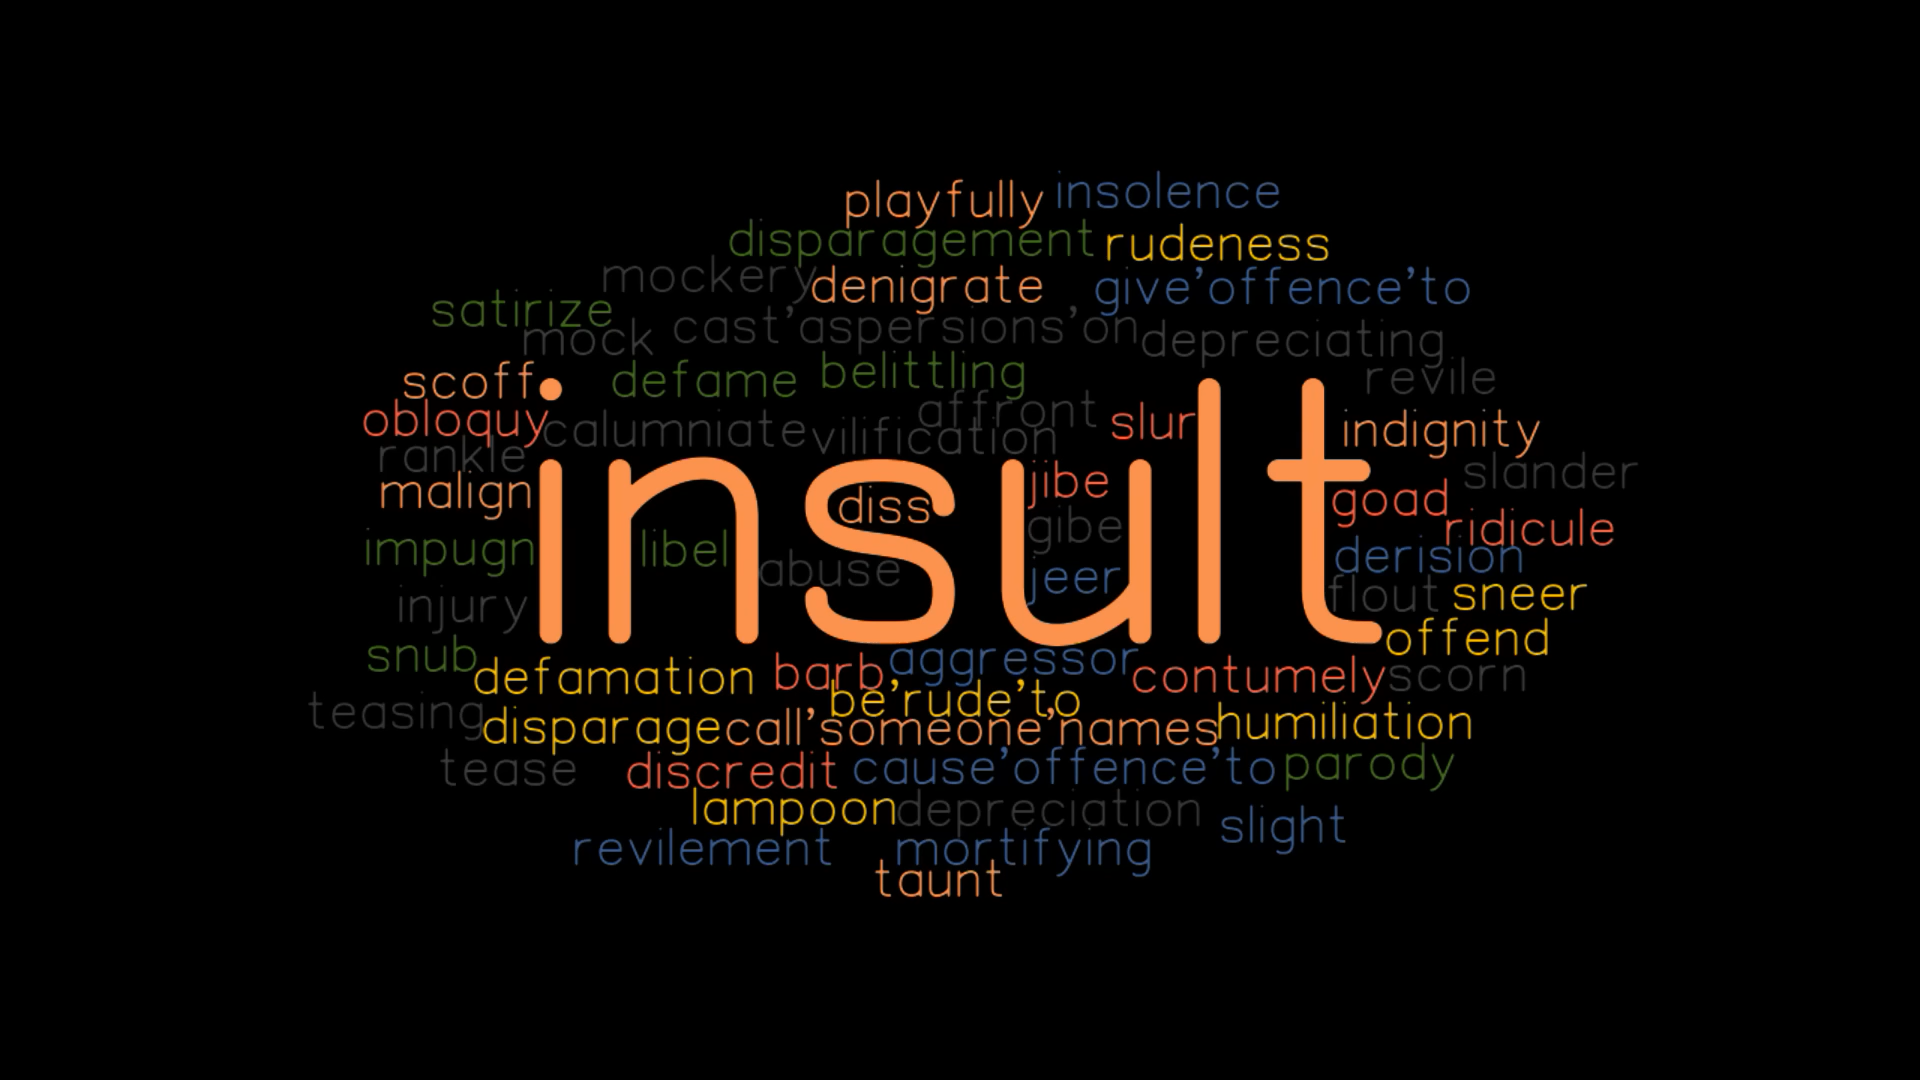 playfully insolence
disparagement rudeness
mockery denigrate give'offence'to
satirize
mock cast'aspersions'on depreciating
scoff defame belittling revile
obloquy calumniate vilification affront slur indignity
rankle slander
malign diss jibe goad
insult
impugn libel gibe ridicule
abuse jeer derision
injury flout sneer
snub offend
defamation barb aggressor contumely scorn
teasing be'rude'to
disparage call'someone'names humiliation
tease discredit cause'offence'to parody
lampoon depreciation slight
revilement mortifying
taunt